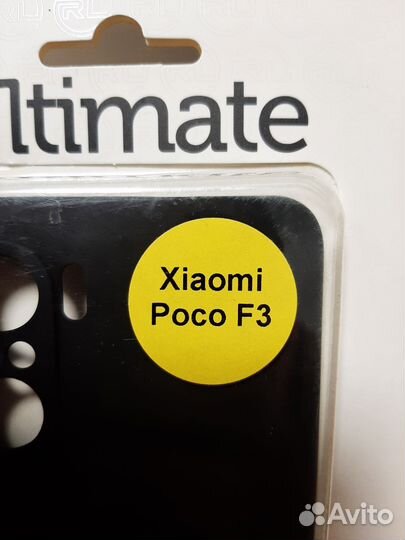 ltimate
Xiaomi
Poco F3
Avito